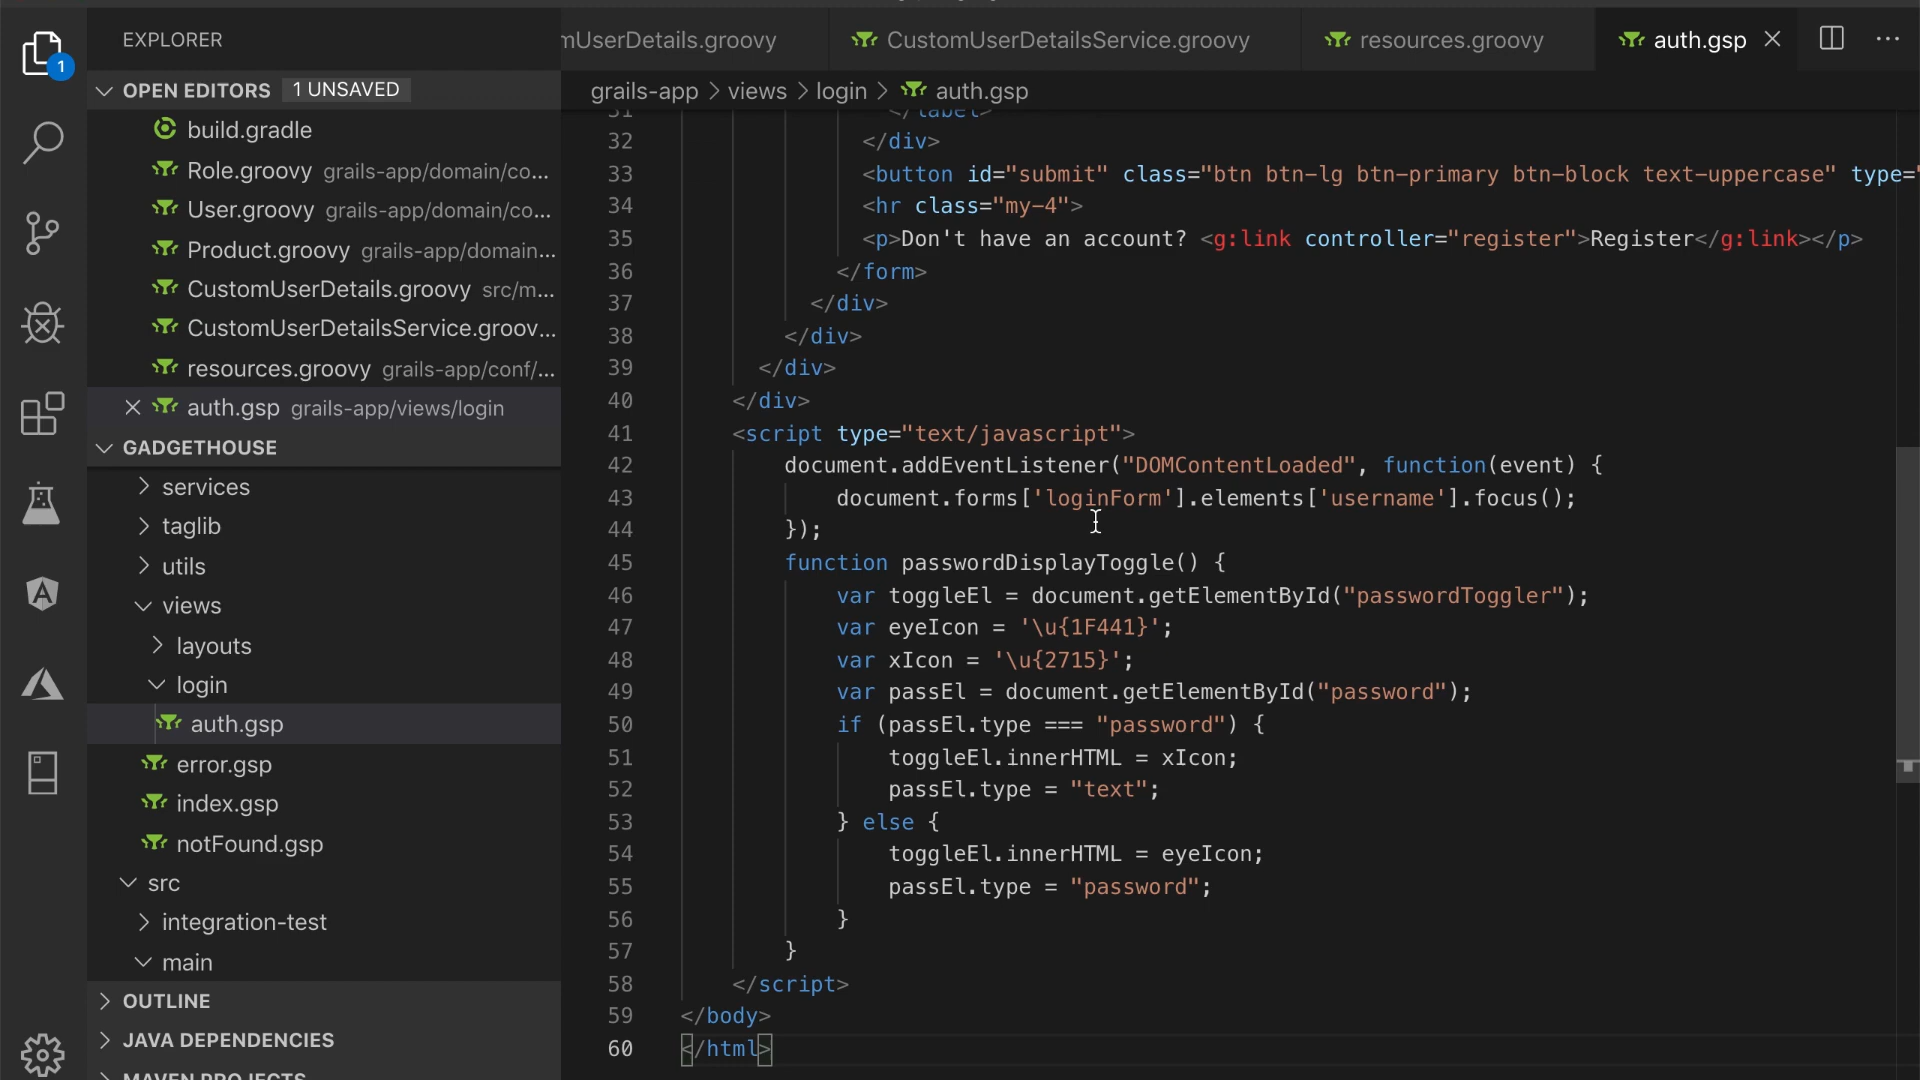 EXPLORER
OPEN EDITORS 1 UNSAVED
build.gradle
Role.groovy grails-app/domain/co...
User.groovy grails-app/domain/co...
Product.groovy grails-app/domain...
CustomUserDetails.groovy src/m...
CustomUserDetailsService.groov...
resources.groovy grails-app/conf/...
auth.gsp grails-app/views/login
GADGETHOUSE
services
taglib
utils
views
layouts
login
auth.gsp
error.gsp
index.gsp
notFound.gsp
src
integration-test
main
OUTLINE
JAVA DEPENDENCIES
MAVEN PROJECTS
1
mUserDetails.groovy CustomUserDetailsService.groovy resources.groovy auth.gsp
grails-app > views > login > auth.gsp
31 </label>
32 </div>
33 <button id="submit" class="btn btn-lg btn-primary btn-block text-uppercase" type="
34 <hr class="my-4">
35 <p>Don't have an account? <g:link controller="register">Register</g:link></p>
36 </form>
37 </div>
38 </div>
39 </div>
40 </div>
41 <script type="text/javascript">
42 document.addEventListener("DOMContentLoaded", function(event) {
43 document.forms['loginForm'].elements['username'].focus();
44 });
45 function passwordDisplayToggle() {
46 var toggleEl = document.getElementById("passwordToggler");
47 var eyeIcon = '\u{1F441}';
48 var xIcon = '\u{2715}';
49 var passEl = document.getElementById("password");
50 if (passEl.type === "password") {
51 toggleEl.innerHTML = xIcon;
52 passEl.type = "text";
53 } else {
54 toggleEl.innerHTML = eyeIcon;
55 passEl.type = "password";
56 }
57 }
58 </script>
59 </body>
60 </html>